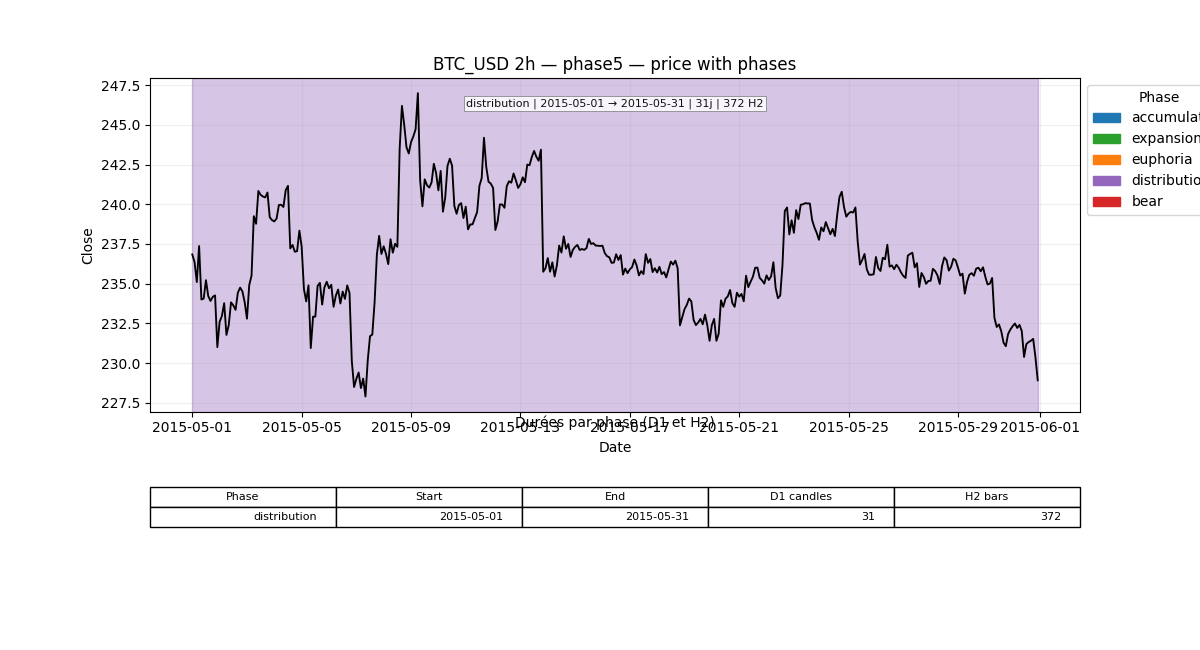 BTC_USD 2h — phase5 — price with phases
247.5
245.0
242.5
240.0
237.5
235.0
232.5
230.0
227.5
Close
distribution | 2015-05-01 → 2015-05-31 | 31j | 372 H2
Phase
accumulat
expansion
euphoria
distributio
bear
Durées par phase (D1 et H2)
2015-05-01 2015-05-05 2015-05-09 2015-05-13 2015-05-17 2015-05-21 2015-05-25 2015-05-29 2015-06-01
Date
Phase Start End D1 candles H2 bars
distribution 2015-05-01 2015-05-31 31 372